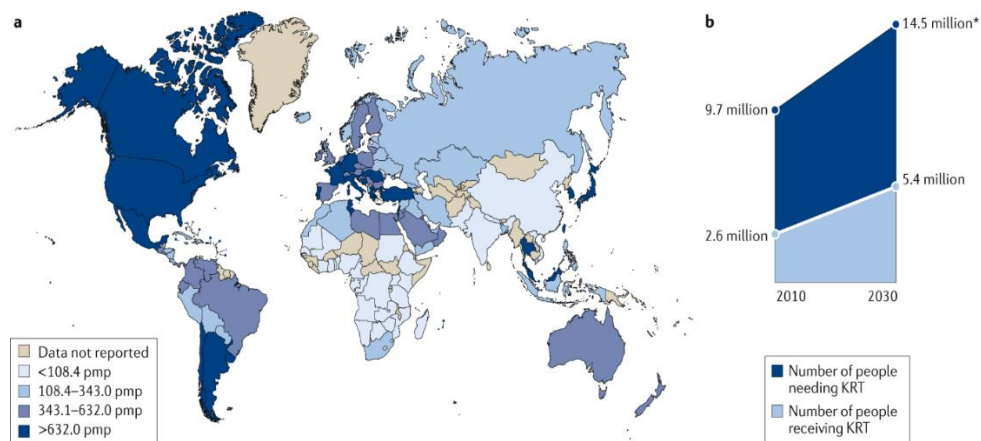 a
Data not reported
<108.4 pmp
108.4–343.0 pmp
343.1–632.0 pmp
>632.0 pmp
b
14.5 million*
9.7 million
5.4 million
2.6 million
2010 2030
Number of people
needing KRT
Number of people
receiving KRT